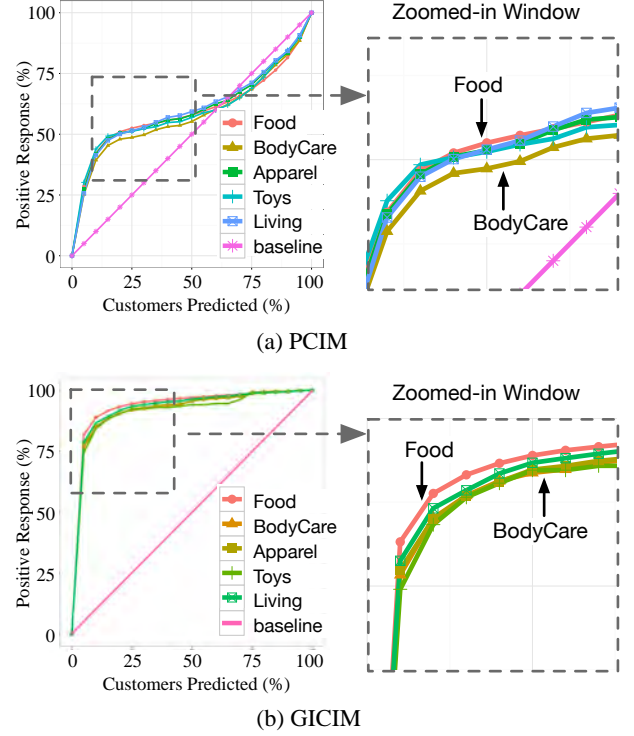 Zoomed-in Window
Positive Response (%)
100
75
50
25
0
Food
BodyCare
Apparel
Toys
Living
baseline
0 25 50 75 100
Customers Predicted (%)
Food
BodyCare
(a) PCIM
Zoomed-in Window
Positive Response (%)
100
75
50
25
0
Food
BodyCare
Apparel
Toys
Living
baseline
0 25 50 75 100
Customers Predicted (%)
Food
BodyCare
(b) GICIM